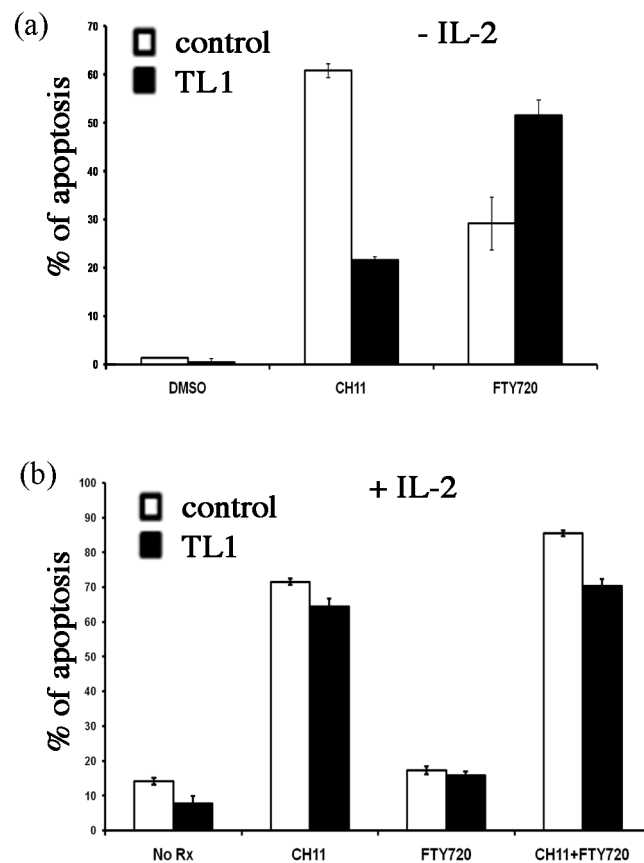 (a)
control
TL1
- IL-2
% of apoptosis
70
60
50
40
30
20
10
0
DMSO CH11 FTY720
(b)
control
TL1
+ IL-2
% of apoptosis
100
90
80
70
60
50
40
30
20
10
0
No Rx CH11 FTY720 CH11+FTY720